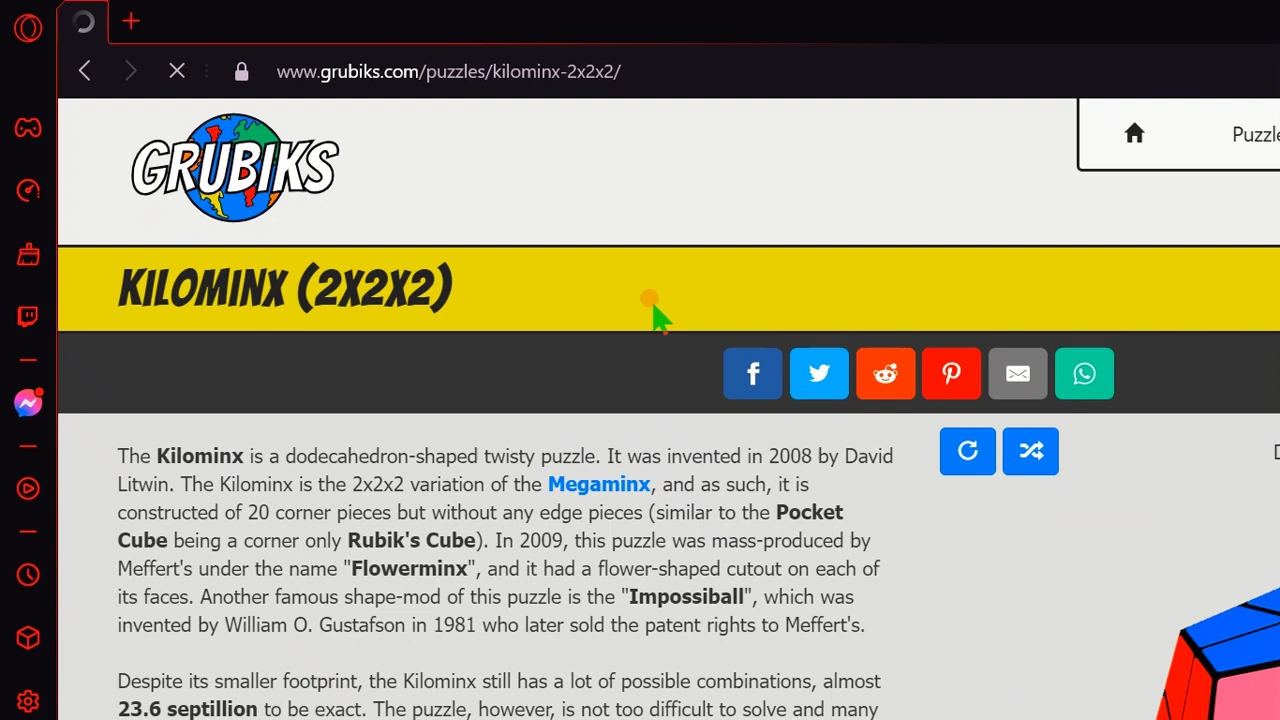 www.grubiks.com/puzzles/kilominx-2x2x2/
GRUBIKS
KILOMINX (2X2X2)
The Kilominx is a dodecahedron-shaped twisty puzzle. It was invented in 2008 by David
Litwin. The Kilominx is the 2x2x2 variation of the Megaminx, and as such, it is
constructed of 20 corner pieces but without any edge pieces (similar to the Pocket
Cube being a corner only Rubik's Cube). In 2009, this puzzle was mass-produced by
Meffert's under the name "Flowerminx", and it had a flower-shaped cutout on each of
its faces. Another famous shape-mod of this puzzle is the "Impossiball", which was
invented by William O. Gustafson in 1981 who later sold the patent rights to Meffert's.
Despite its smaller footprint, the Kilominx still has a lot of possible combinations, almost
23.6 septillion to be exact. The puzzle, however, is not too difficult to solve and many